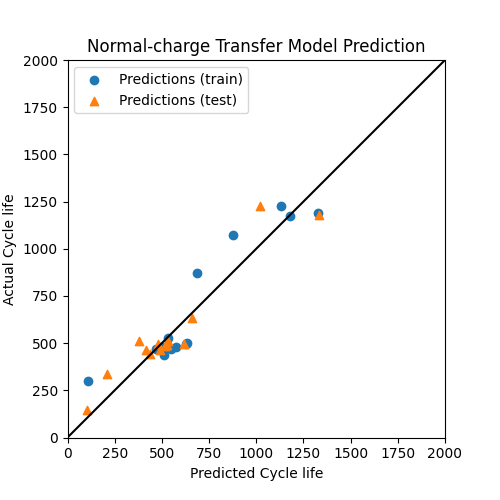 Normal-charge Transfer Model Prediction
Predictions (train)
Predictions (test)
Actual Cycle life
2000
1750
1500
1250
1000
750
500
250
0
0 250 500 750 1000 1250 1500 1750 2000
Predicted Cycle life